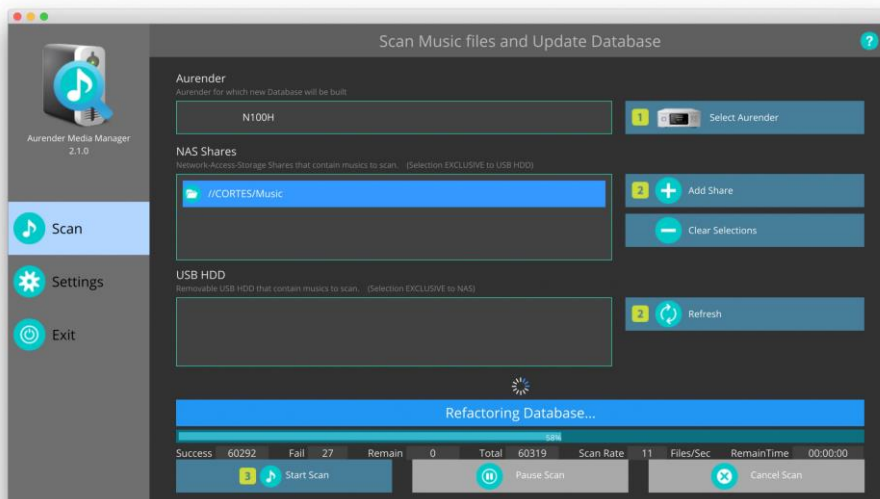 Scan Music files and Update Database
?
Aurender Media Manager
2.1.0
Scan
Settings
Exit
Aurender
Aurender for which new Database will be built
N100H
1 Select Aurender
NAS Shares
Network-Access-Storage Shares that contain musics to scan. (Selection EXCLUSIVE to USB HDD)
//CORTES/Music
2 Add Share
Clear Selections
USB HDD
Removable USB HDD that contain musics to scan. (Selection EXCLUSIVE to NAS)
2 Refresh
Refactoring Database...
58%
Success 60292 Fail 27 Remain 0 Total 60319 Scan Rate 11 Files/Sec RemainTime 00:00:00
3 Start Scan Pause Scan Cancel Scan